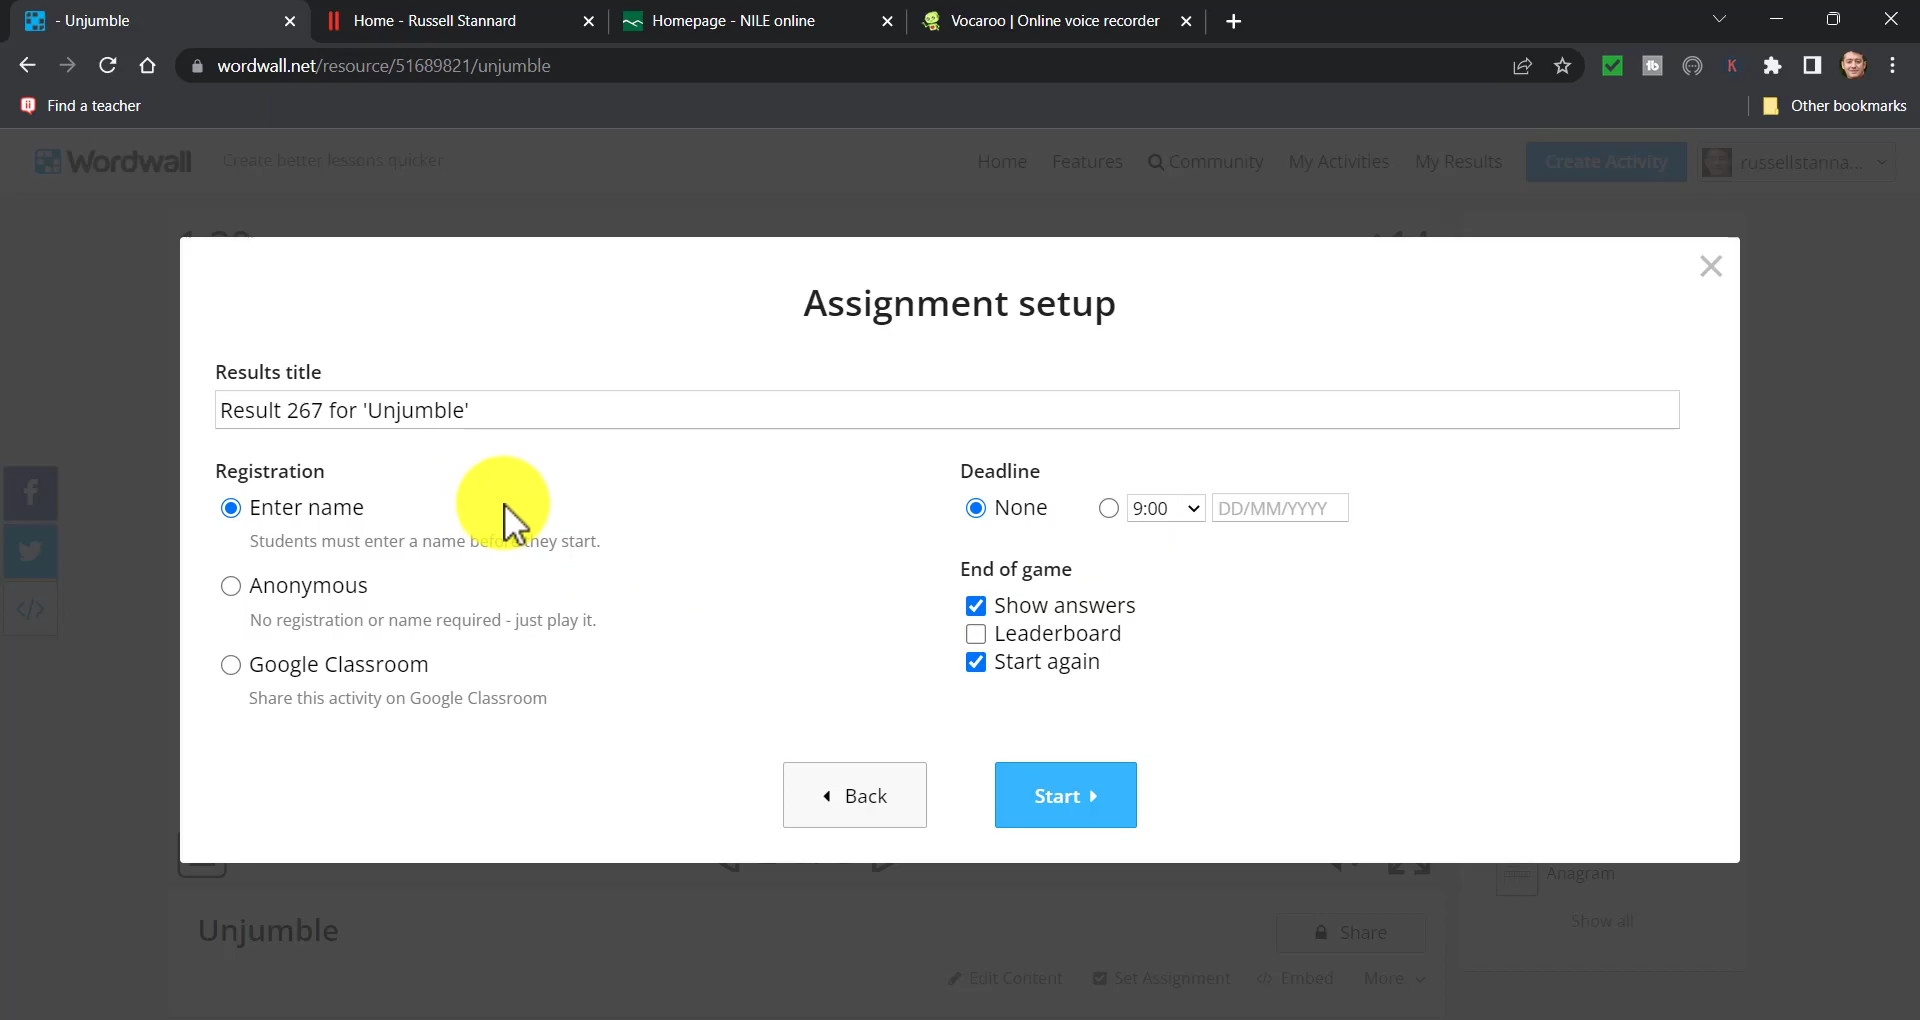 - Unjumble
Home - Russell Stannard
Homepage - NILE online
Vocaroo | Online voice recorder
wordwall.net/resource/51689821/unjumble
Find a teacher
Other bookmarks
Wordwall
Create better lessons quicker
Home
Features
Community
My Activities
My Results
Create Activity
russellstanna...
Assignment setup
Results title
Result 267 for 'Unjumble'
Registration
Enter name
Students must enter a name before they start.
Anonymous
No registration or name required - just play it.
Google Classroom
Share this activity on Google Classroom
Deadline
None
9:00
DD/MM/YYYY
End of game
Show answers
Leaderboard
Start again
Back
Start
Anagram
Show all
Unjumble
Share
Edit Content
Set Assignment
Embed
More